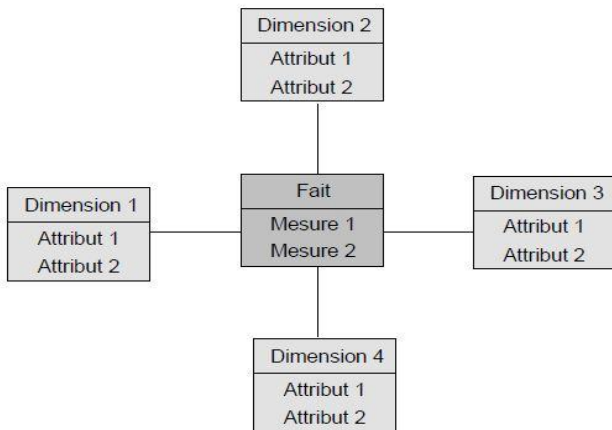 Dimension 2
Attribut 1
Attribut 2
Fait
Mesure 1
Mesure 2
Dimension 1
Attribut 1
Attribut 2
Dimension 3
Attribut 1
Attribut 2
Dimension 4
Attribut 1
Attribut 2